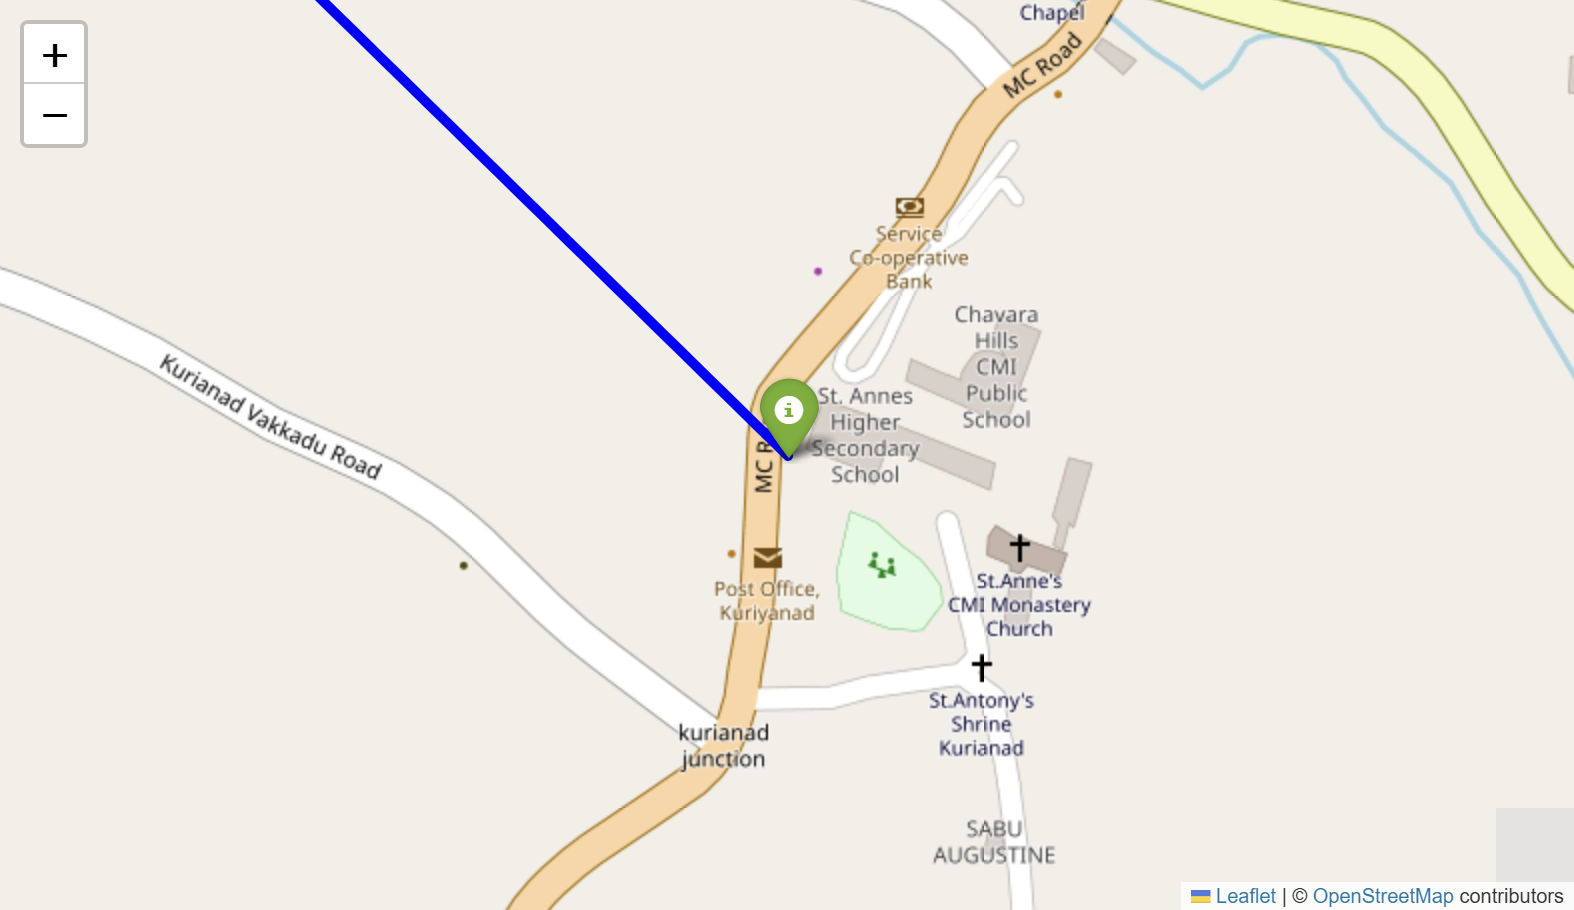 +
−
Chapel
MC Road
Service
Co-operative
Bank
Chavara
Hills
CMI
Public
School
Kurianad Vakkadu Road
St. Annes
Higher
Secondary
School
MC R
Post Office,
Kuriyanad
St.Anne's
CMI Monastery
Church
St.Antony's
Shrine
Kurianad
kurianad
junction
SABU
AUGUSTINE
Leaflet | © OpenStreetMap contributors